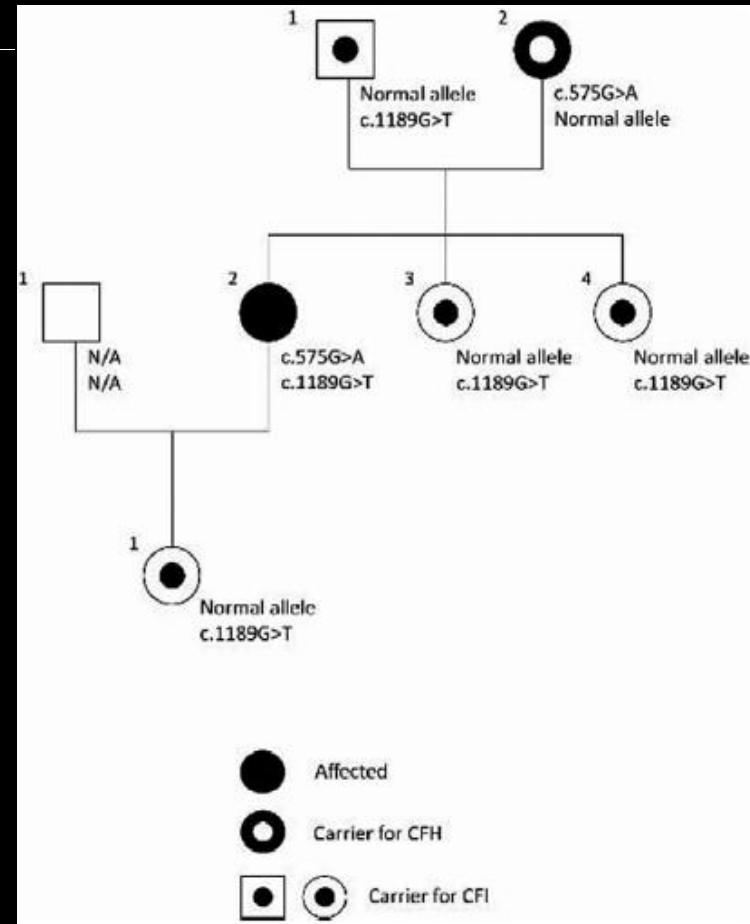 1
2
Normal allele
c.1189G>T
c.575G>A
Normal allele
1
2
3
4
N/A
N/A
c.575G>A
c.1189G>T
Normal allele
c.1189G>T
Normal allele
c.1189G>T
1
Normal allele
c.1189G>T
Affected
Carrier for CFH
Carrier for CFI